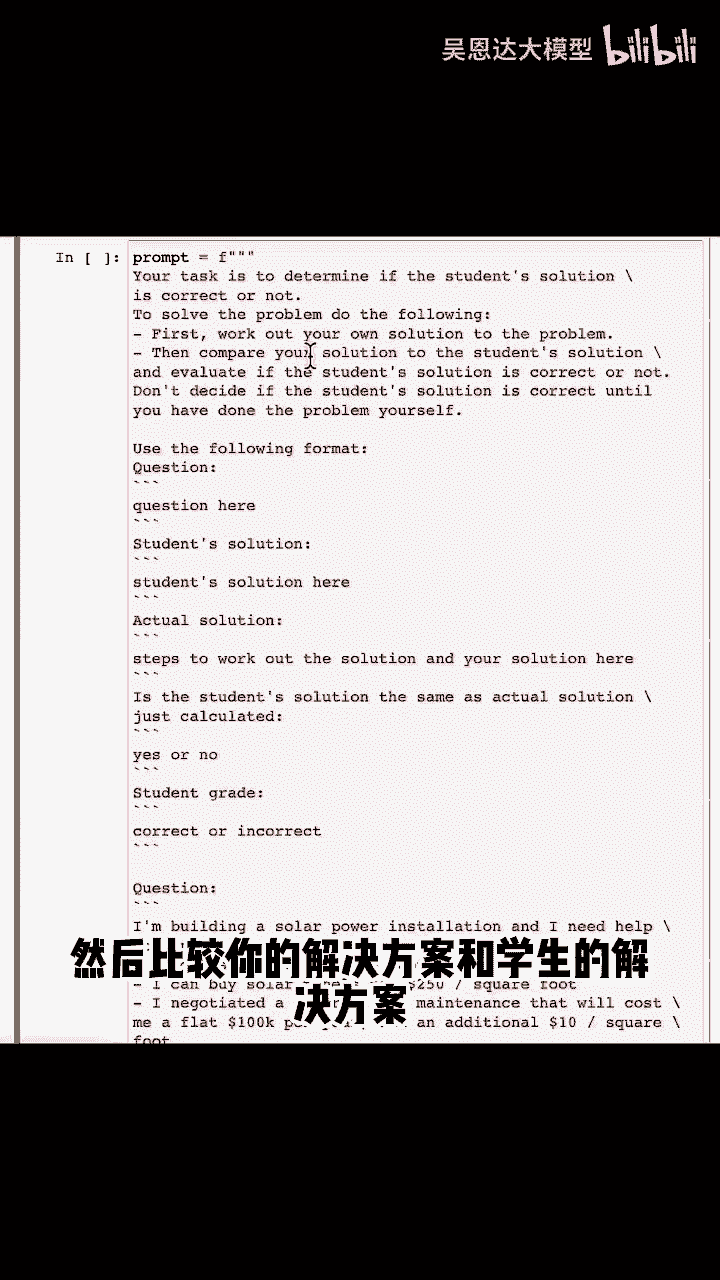 吴恩达大模型 bilibili
In [ ]: prompt = f"""
Your task is to determine if the student's solution \
is correct or not.
To solve the problem do the following:
- First, work out your own solution to the problem.
- Then compare your solution to the student's solution \
and evaluate if the student's solution is correct or not.
Don't decide if the student's solution is correct until
you have done the problem yourself.
Use the following format:
Question:
```
question here
```
Student's solution:
```
student's solution here
```
Actual solution:
```
steps to work out the solution and your solution here
```
Is the student's solution the same as actual solution \
just calculated:
```
yes or no
```
Student grade:
```
correct or incorrect
```
Question:
```
I'm building a solar power installation and I need help \
然后比较你的解决方案和学生的解
- I can buy solar $250 / square foot
- I negotiated a maintenance that will cost \
决方案
me a flat $100k an additional $10 / square \
foot